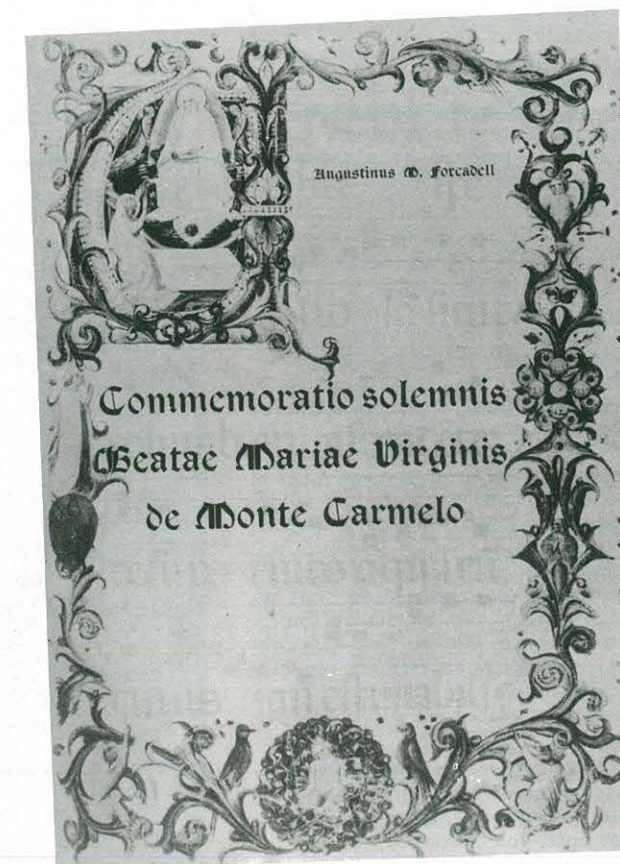 Augustinus M. Forcadell
Commemoratio solemnis
Beatae Mariae Virginis
de Monte Carmelo